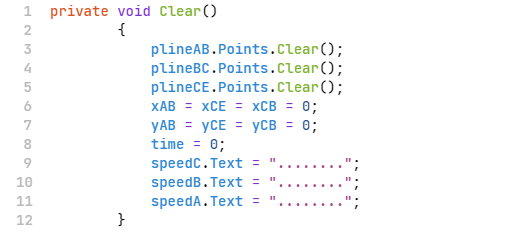 1 private void Clear()
2         {
3             plineAB.Points.Clear();
4             plineBC.Points.Clear();
5             plineCE.Points.Clear();
6             xAB = xCE = xCB = 0;
7             yAB = yCE = yCB = 0;
8             time = 0;
9             speedC.Text = "........";
10             speedB.Text = "........";
11             speedA.Text = "........";
12         }